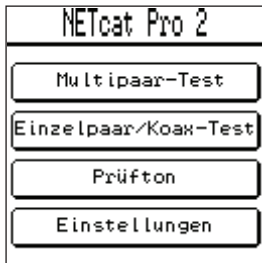 NETcat Pro 2
Multipaar-Test
Einzelpaar/Koax-Test
Prüfton
Einstellungen